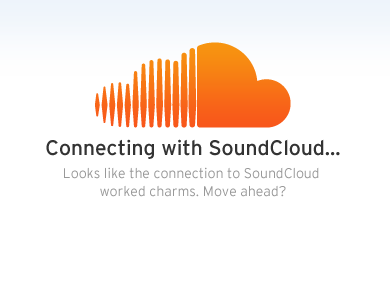 Connecting with SoundCloud...
Looks like the connection to SoundCloud
worked charms. Move ahead?